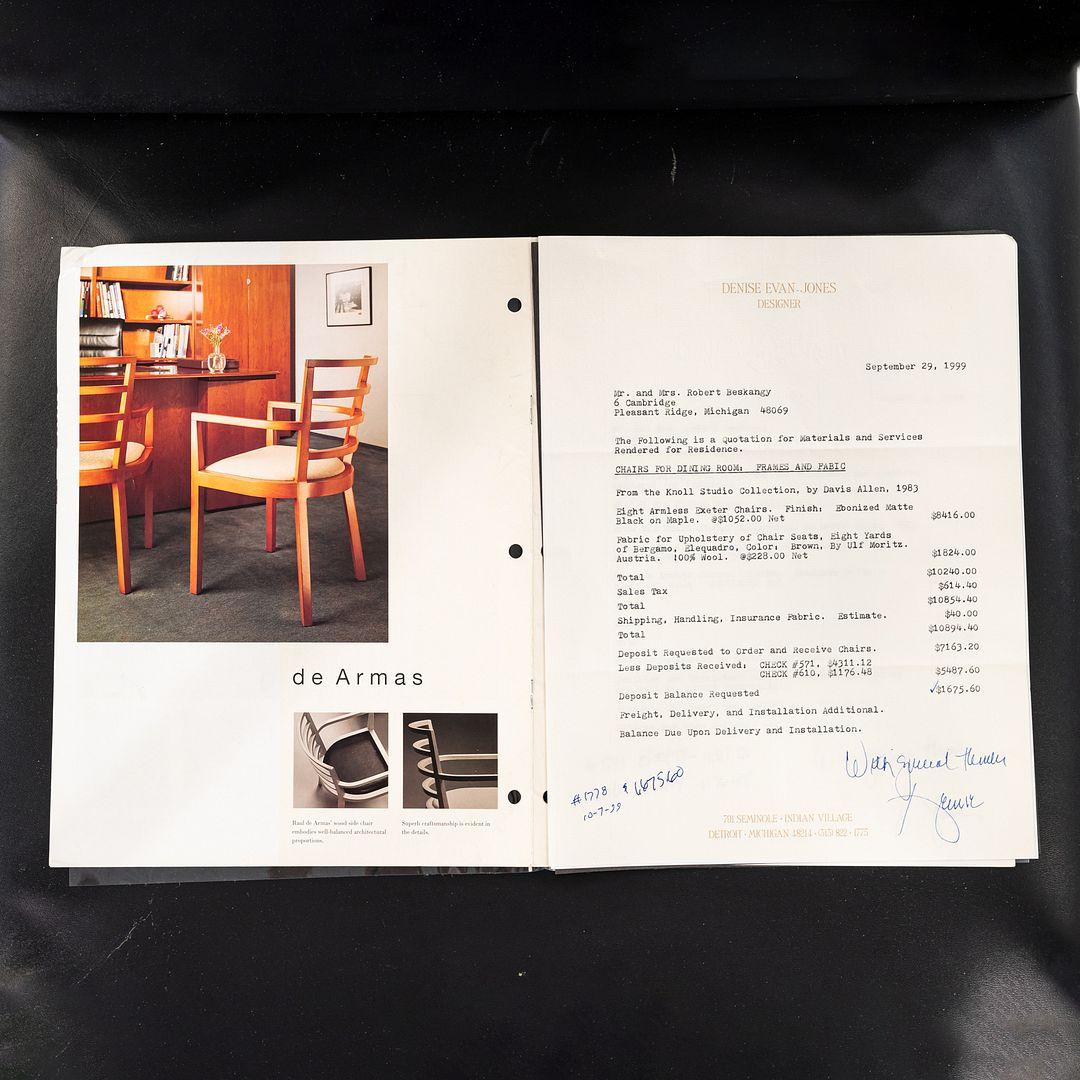 de Armas
Raul de Armas' wood side chair
embodies well-balanced architectural
proportions.
Superb craftsmanship is evident in
the details.
DENISE EVAN-JONES
DESIGNER
September 29, 1999
Mr. and Mrs. Robert Beskangy
6 Cambridge
Pleasant Ridge, Michigan 48069
The Following is a Quotation for Materials and Services
Rendered for Residence.
CHAIRS FOR DINING ROOM: FRAMES AND FABIC
From the Knoll Studio Collection, by Davis Allen, 1983
Eight Armless Exeter Chairs. Finish: Ebonized Matte
Black on Maple. @$1052.00 Net $8416.00
Fabric for Upholstery of Chair Seats, Eight Yards
of Bergamo, Elequadro, Color: Brown, By Ulf Moritz.
Austria. 100% Wool. @$228.00 Net $1824.00
Total $10240.00
Sales Tax $614.40
Total $10854.40
Shipping, Handling, Insurance Fabric. Estimate. $40.00
Total $10894.40
Deposit Requested to Order and Receive Chairs. $7163.20
Less Deposits Received: CHECK #571, $4311.12
CHECK #610, $1176.48 $5487.60
Deposit Balance Requested ✓$1675.60
Freight, Delivery, and Installation Additional.
Balance Due Upon Delivery and Installation.
With
Denise
#1778 $1675.60
10-7-99
791 SEMINOLE · INDIAN VILLAGE
DETROIT · MICHIGAN 48214 · (313) 822 · 1775